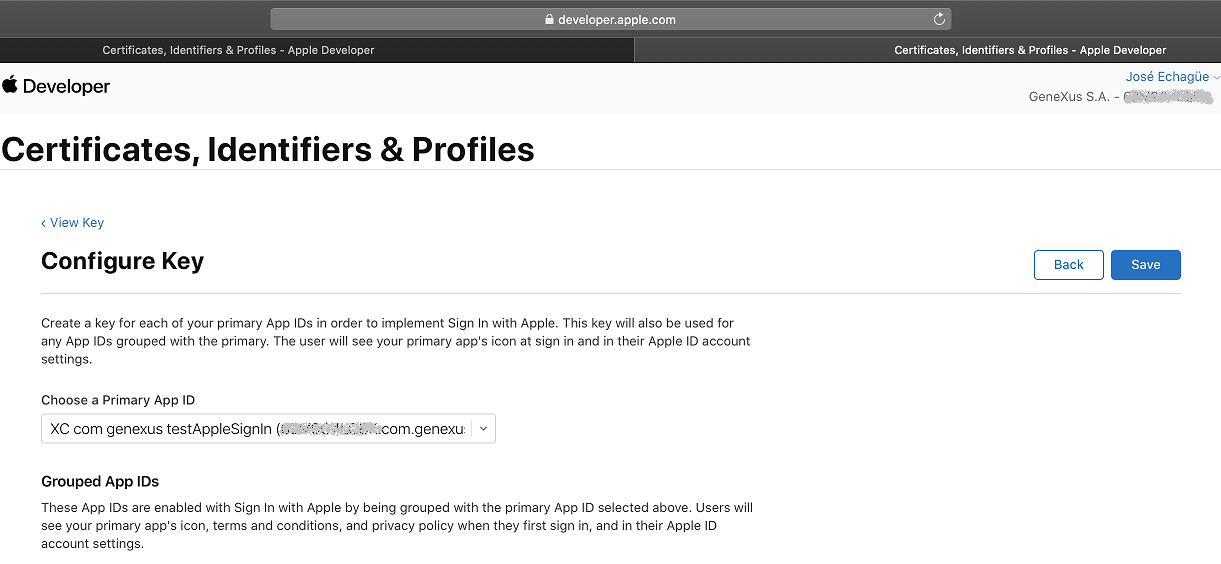 developer.apple.com
Certificates, Identifiers & Profiles - Apple Developer
Certificates, Identifiers & Profiles - Apple Developer
Developer
José Echagüe
GeneXus S.A. -
Certificates, Identifiers & Profiles
‹ View Key
Configure Key
Back
Save
Create a key for each of your primary App IDs in order to implement Sign In with Apple. This key will also be used for
any App IDs grouped with the primary. The user will see your primary app's icon at sign in and in their Apple ID account
settings.
Choose a Primary App ID
XC com genexus testAppleSignIn ( com.genexus
Grouped App IDs
These App IDs are enabled with Sign In with Apple by being grouped with the primary App ID selected above. Users will
see your primary app's icon, terms and conditions, and privacy policy when they first sign in, and in their Apple ID
account settings.